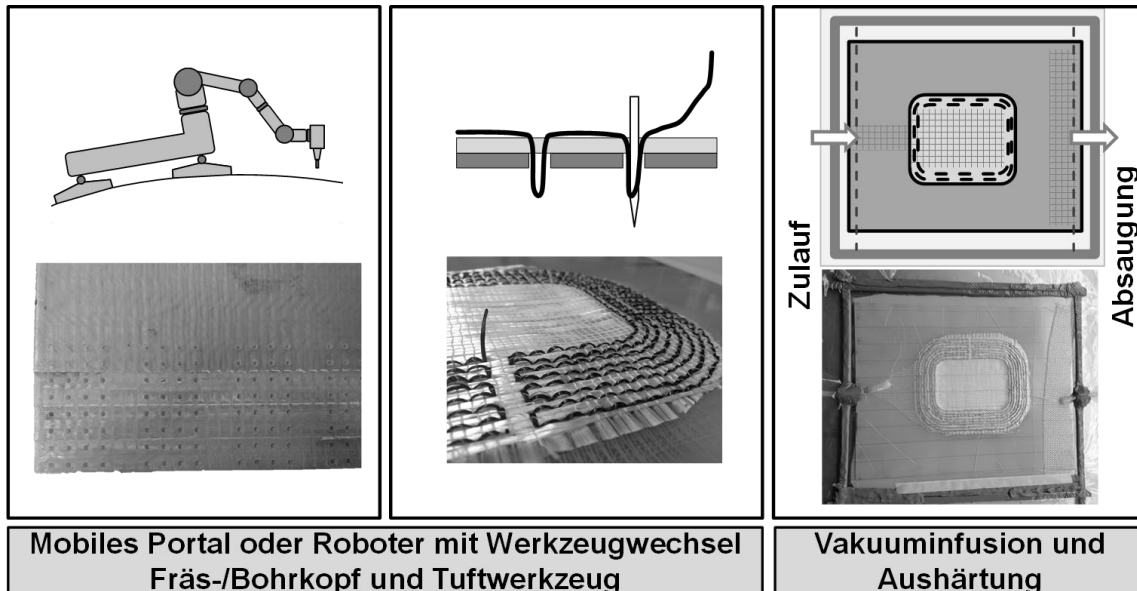 Zulauf
Absaugung
Mobiles Portal oder Roboter mit Werkzeugwechsel
Fräs-/Bohrkopf und Tuftwerkzeug
Vakuuminfusion und
Aushärtung